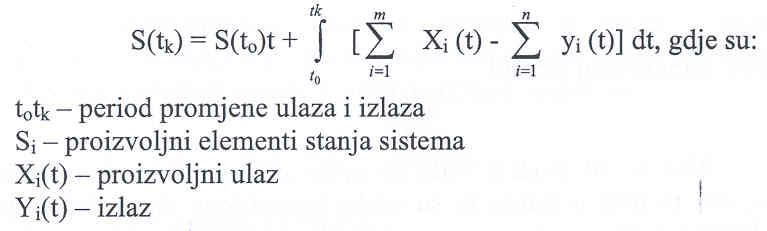 S(tk) = S(to)t + ∫ tk t0 [∑ m i=1 Xi (t) - ∑ n i=1 yi (t)] dt, gdje su:
totk – period promjene ulaza i izlaza
Si – proizvoljni elementi stanja sistema
Xi(t) – proizvoljni ulaz
Yi(t) – izlaz